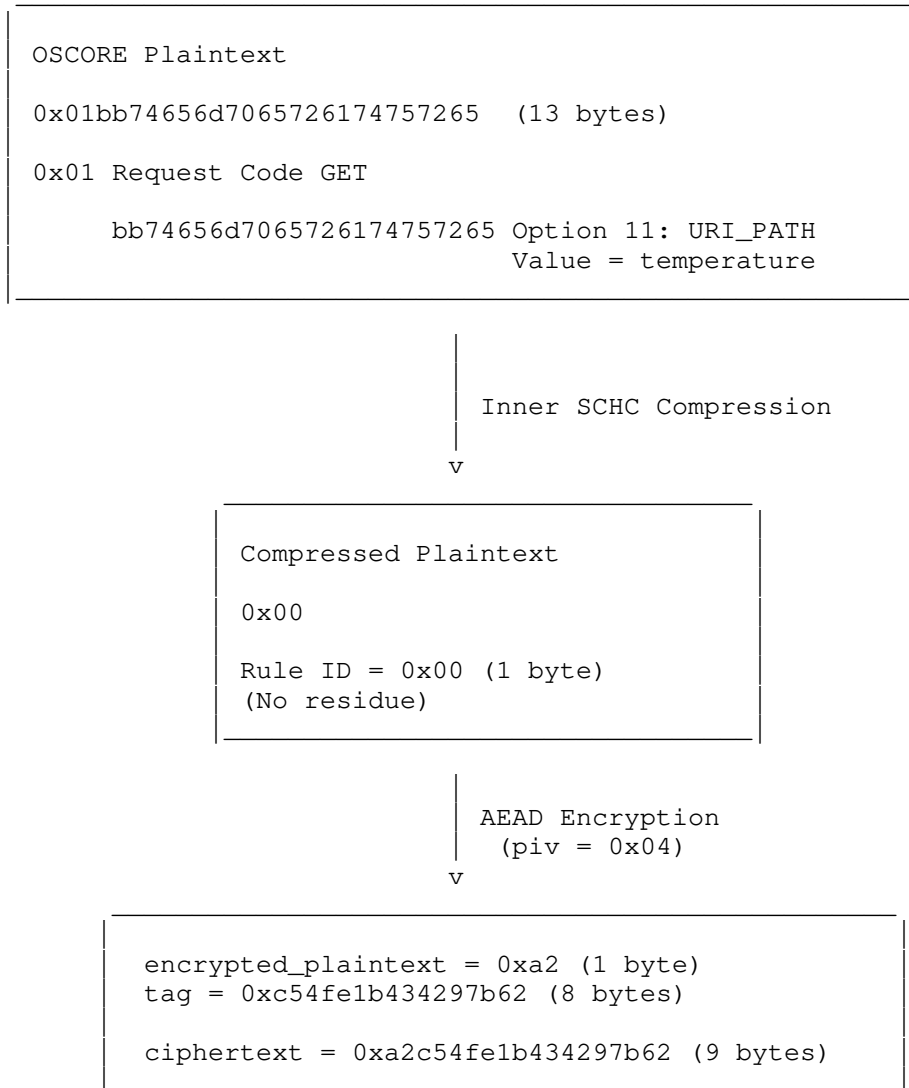 OSCORE Plaintext
0x01bb74656d7065726174757265 (13 bytes)
0x01 Request Code GET
bb74656d7065726174757265 Option 11: URI_PATH
Value = temperature
Inner SCHC Compression
v
Compressed Plaintext
0x00
Rule ID = 0x00 (1 byte)
(No residue)
AEAD Encryption
(piv = 0x04)
v
encrypted_plaintext = 0xa2 (1 byte)
tag = 0xc54fe1b434297b62 (8 bytes)
ciphertext = 0xa2c54fe1b434297b62 (9 bytes)